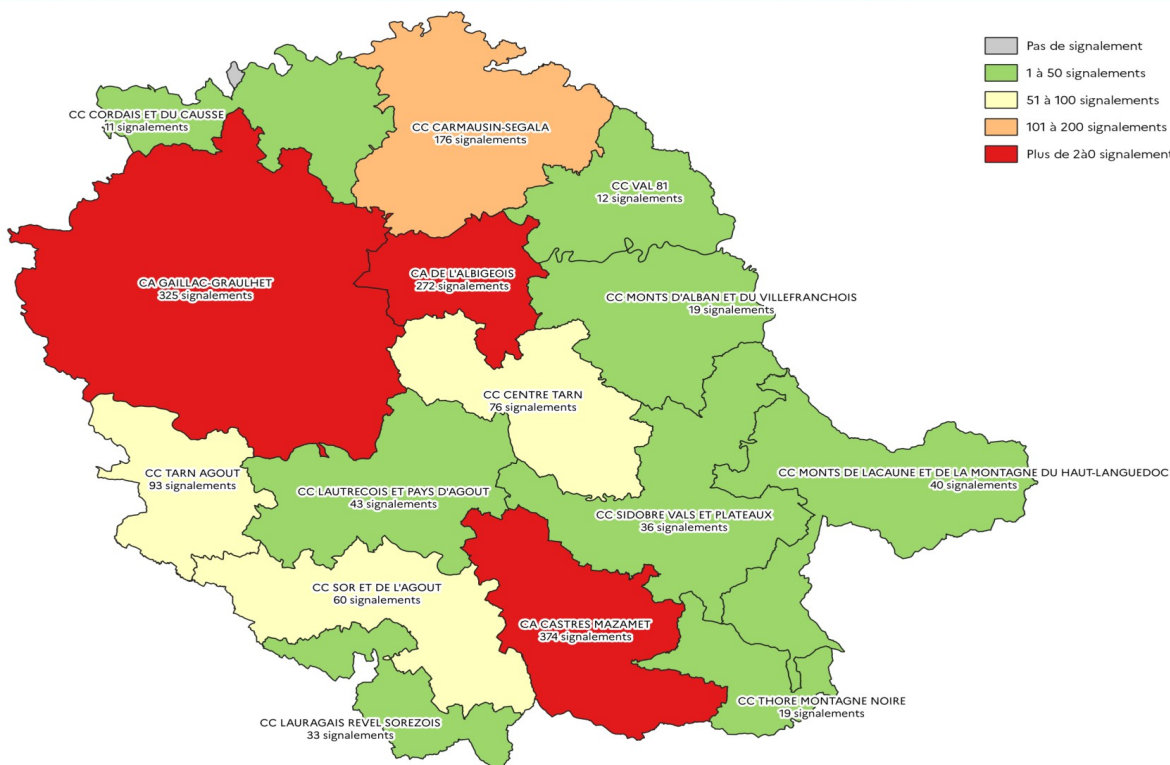 Pas de signalement
1 à 50 signalements
51 à 100 signalements
101 à 200 signalements
Plus de 2à0 signalement
CC CORDAIS ET DU CAUSSE
11 signalements
CC CARMAUSIN-SEGALA
176 signalements
CC VAL 81
12 signalements
CA GAILLAC-GRAULHET
325 signalements
CA DE L'ALBIGEOIS
272 signalements
CC MONTS D'ALBAN ET DU VILLEFRANCHOIS
19 signalements
CC CENTRE TARN
76 signalements
CC TARN AGOUT
93 signalements
CC LAUTRECOIS ET PAYS D'AGOUT
43 signalements
CC MONTS DE LACAUNE ET DE LA MONTAGNE DU HAUT-LANGUEDOC
40 signalements
CC SIDOBRE VALS ET PLATEAUX
36 signalements
CC SOR ET DE L'AGOUT
60 signalements
CA CASTRES MAZAMET
374 signalements
CC THORE MONTAGNE NOIRE
19 signalements
CC LAURAGAIS REVEL SOREZOIS
33 signalements